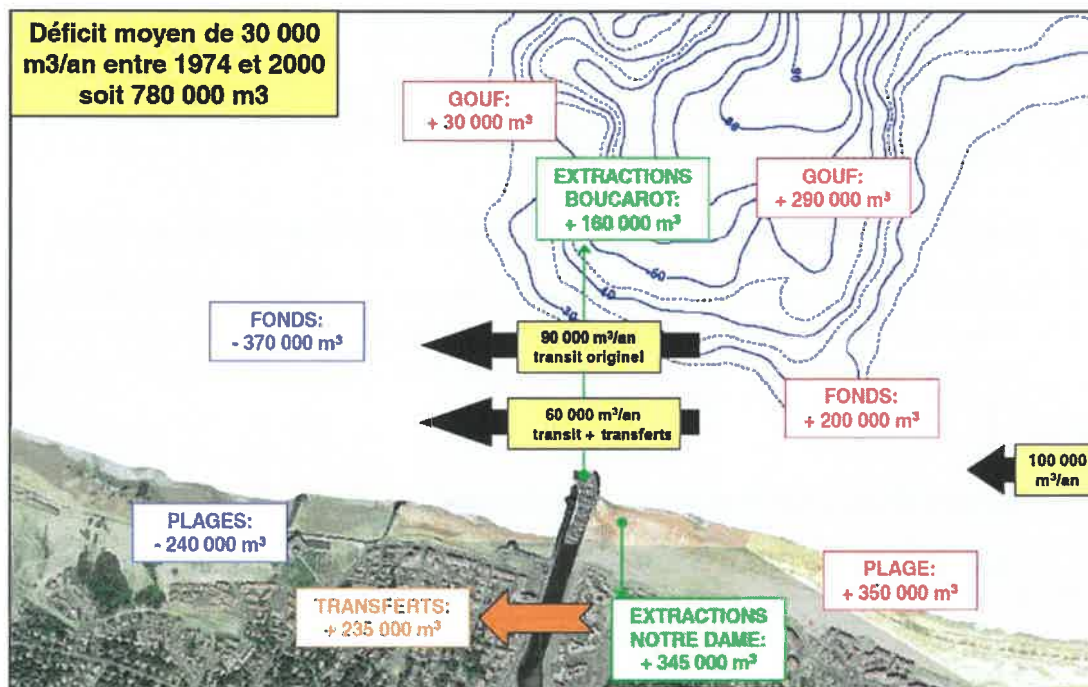 Déficit moyen de 30 000
m3/an entre 1974 et 2000
soit 780 000 m3
GOUF:
+ 30 000 m³
EXTRACTIONS
BOUCAROT:
+ 160 000 m³
GOUF:
+ 290 000 m³
FONDS:
- 370 000 m³
90 000 m³/an
transit originel
60 000 m³/an
transit + transferts
FONDS:
+ 200 000 m³
100 000
m³/an
PLAGES:
- 240 000 m³
TRANSFERTS:
+ 235 000 m³
EXTRACTIONS
NOTRE DAME:
+ 345 000 m³
PLAGE:
+ 350 000 m³
-50